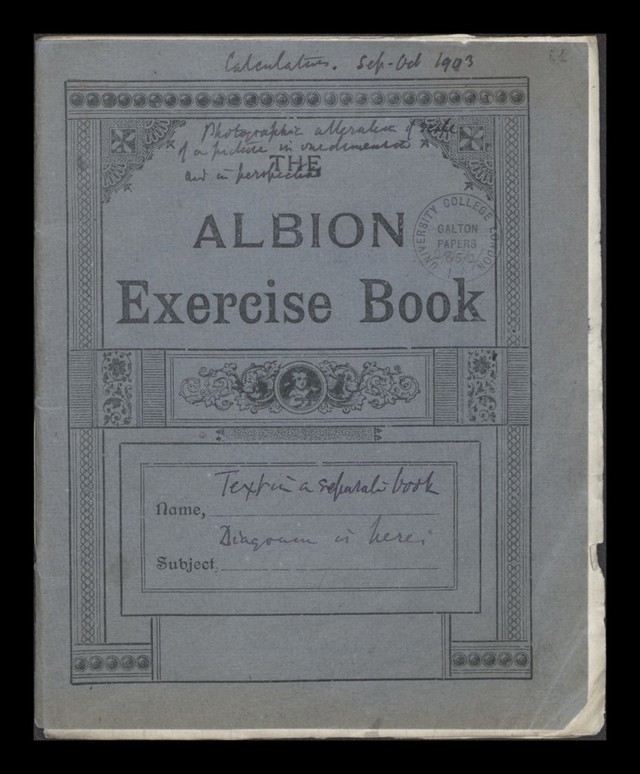 Calculations. Sep-Oct 1903
Photographic alteration of scale
of a picture in one dimension
and in perspective
THE
ALBION
Exercise Book
UNIVERSITY COLLEGE LONDON
GALTON
PAPERS
Text in a separate book
Name,
Diagram is here:
Subject,